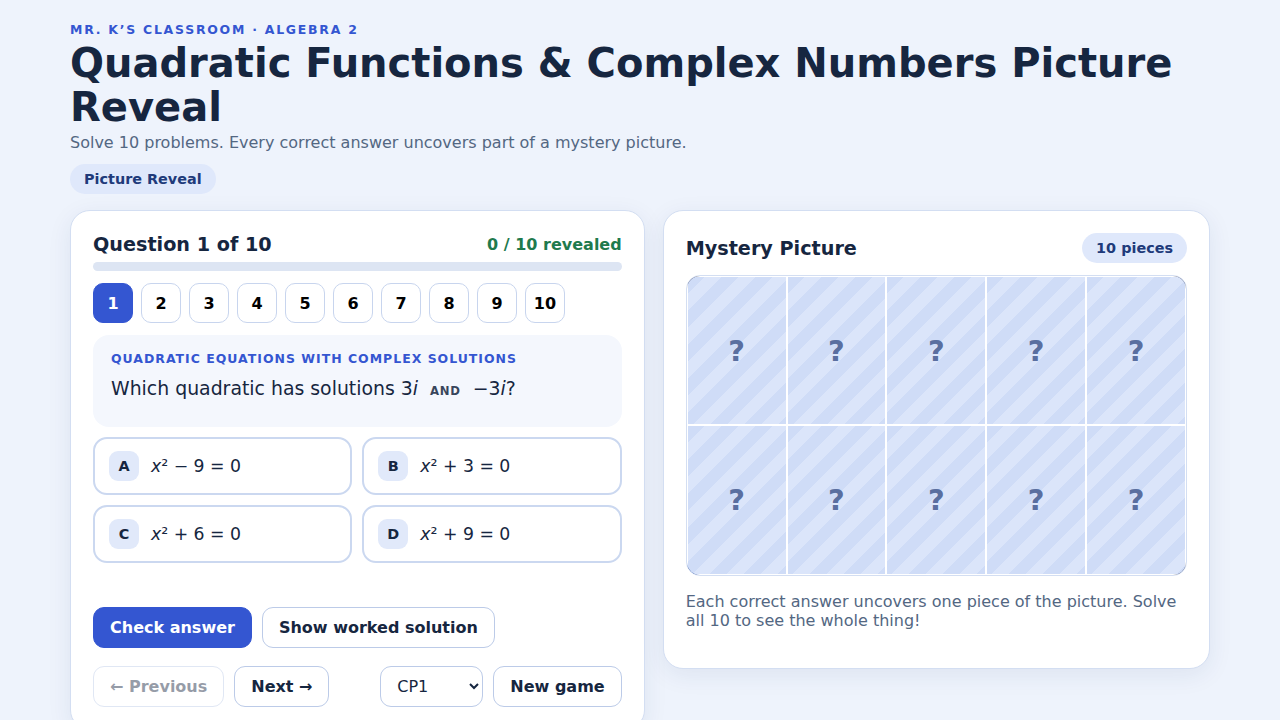 MR. K’S CLASSROOM · ALGEBRA 2
Quadratic Functions & Complex Numbers Picture
Reveal
Solve 10 problems. Every correct answer uncovers part of a mystery picture.
Picture Reveal
Question 1 of 10
0 / 10 revealed
1 2 3 4 5 6 7 8 9 10
QUADRATIC EQUATIONS WITH COMPLEX SOLUTIONS
Which quadratic has solutions 3i AND −3i?
A x² − 9 = 0
B x² + 3 = 0
C x² + 6 = 0
D x² + 9 = 0
Check answer
Show worked solution
← Previous
Next →
CP1
New game
Mystery Picture
10 pieces
? ? ? ? ?
? ? ? ? ?
Each correct answer uncovers one piece of the picture. Solve
all 10 to see the whole thing!